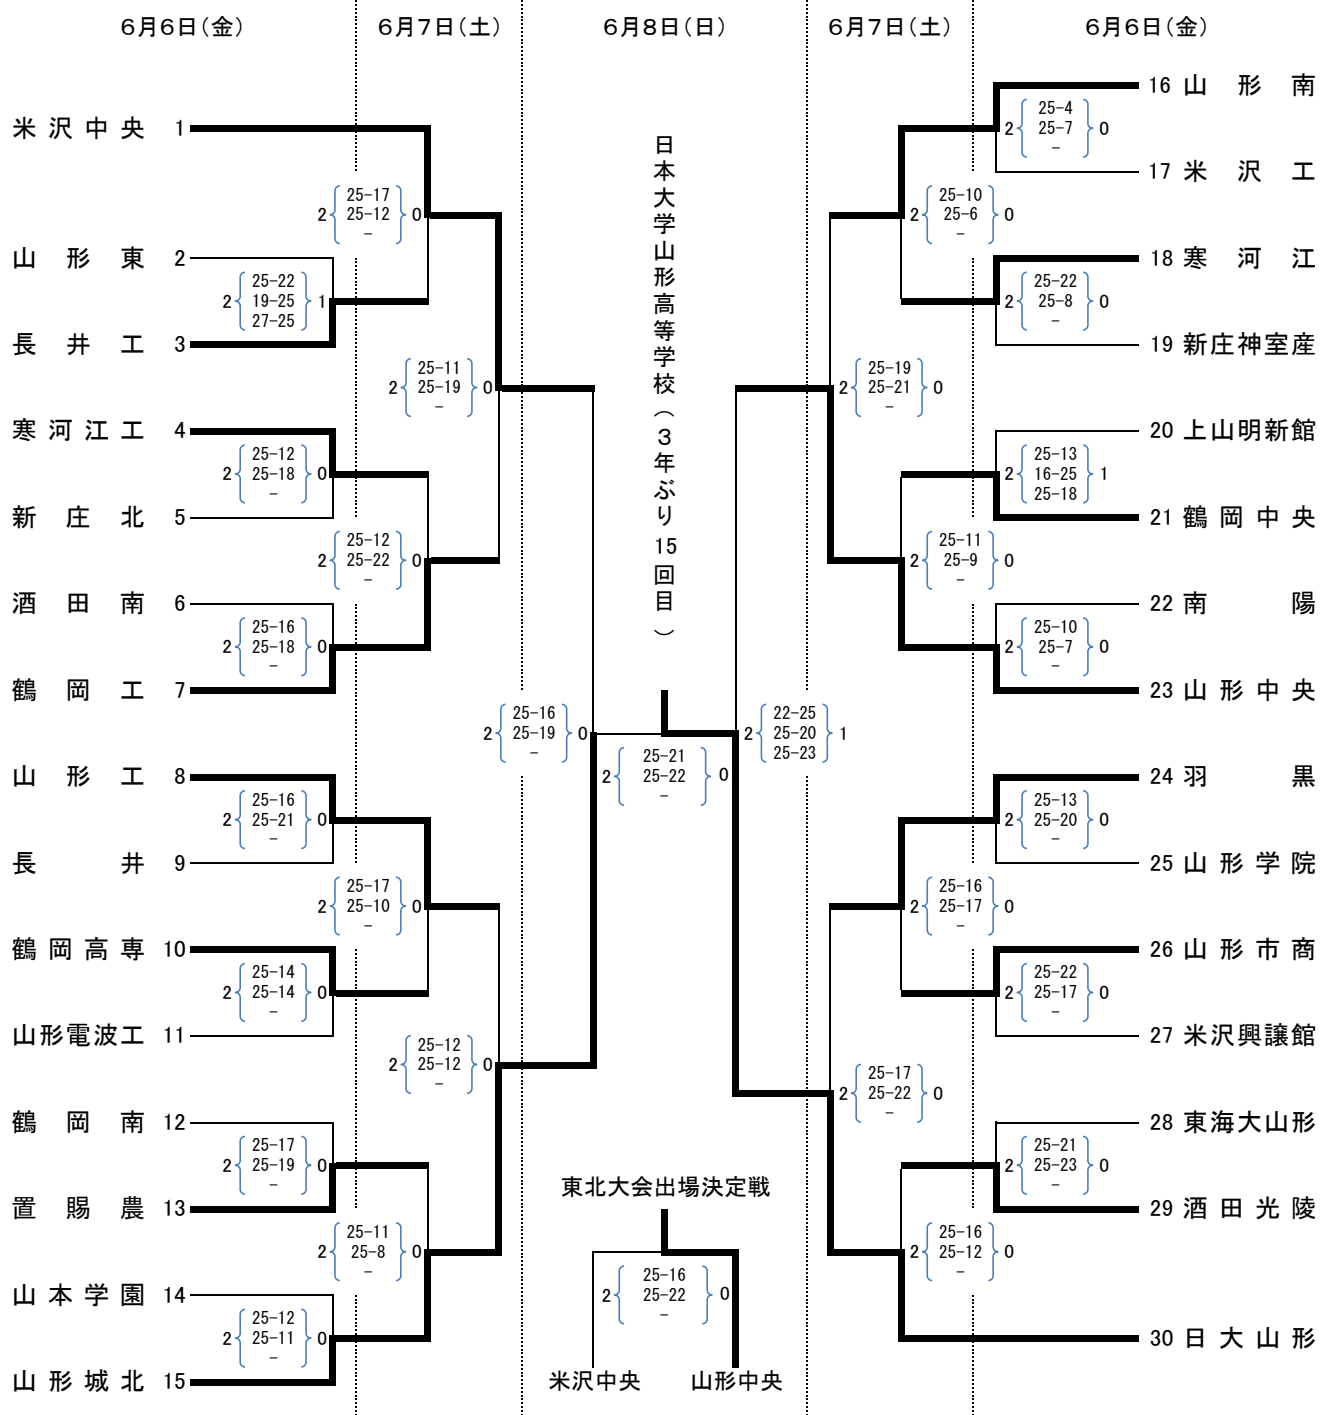 6月6日(金) 6月7日(土) 6月8日(日) 6月7日(土) 6月6日(金)
日本大学山形高等学校(3年ぶり15回目)
米沢中央 1
山形東 2
長井工 3
寒河江工 4
新庄北 5
酒田南 6
鶴岡工 7
山形工 8
長井 9
鶴岡高専 10
山形電波工 11
鶴岡南 12
置賜農 13
山本学園 14
山形城北 15
2 25-22 1
19-25
27-25
2 25-12 0
25-18
-
2 25-16 0
25-18
-
2 25-16 0
25-21
-
2 25-14 0
25-14
-
2 25-17 0
25-19
-
2 25-12 0
25-11
-
2 25-17 0
25-12
-
2 25-12 0
25-22
-
2 25-17 0
25-10
-
2 25-11 0
25-8
-
2 25-11 0
25-19
-
2 25-12 0
25-12
-
2 25-16 0
25-19
-
2 25-21 0
25-22
-
2 22-25 1
25-20
25-23
2 25-19 0
25-21
-
2 25-17 0
25-22
-
2 25-10 0
25-6
-
2 25-11 0
25-9
-
2 25-16 0
25-17
-
2 25-16 0
25-12
-
2 25-4 0
25-7
-
2 25-22 0
25-8
-
2 25-13 1
16-25
25-18
2 25-10 0
25-7
-
2 25-13 0
25-20
-
2 25-22 0
25-17
-
2 25-21 0
25-23
-
16 山形南
17 米沢工
18 寒河江
19 新庄神室産
20 上山明新館
21 鶴岡中央
22 南陽
23 山形中央
24 羽黒
25 山形学院
26 山形市商
27 米沢興譲館
28 東海大山形
29 酒田光陵
30 日大山形
東北大会出場決定戦
2 25-16 0
25-22
-
米沢中央 山形中央